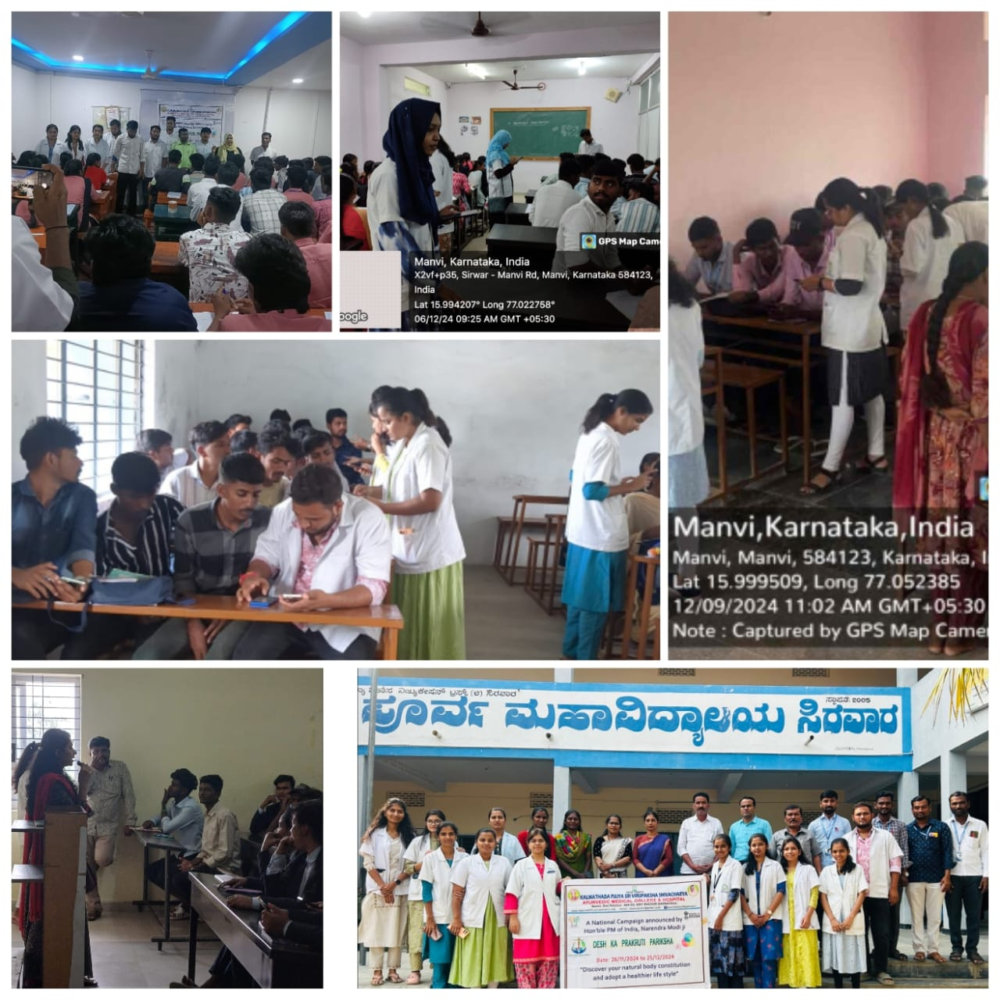 GPS Map Came
Manvi, Karnataka, India
X2vf+p35, Sirwar - Manvi Rd, Manvi, Karnataka 584123,
India
Lat 15.994207° Long 77.022758°
06/12/24 09:25 AM GMT +05:30
oogle
Manvi,Karnataka,India
Manvi, Manvi, 584123, Karnataka, I
Lat 15.999509, Long 77.052385
12/09/2024 11:02 AM GMT+05:30
Note : Captured by GPS Map Camer
ಎಜ್ಯುಕೇಶನ್ ಟ್ರಸ್ಟ್ (ರಿ) ಸಿರವಾರ
ಸ್ಥಾಪಿತ: 2005
ಪೂರ್ವ ಮಹಾವಿದ್ಯಾಲಯ ಸಿರವಾರ
KALMATHADA PUJYA SRI VIRUPAKSHA SHIVACHARYA
AYURVEDIC MEDICAL COLLEGE & HOSPITAL
A National Campaign announced by
Hon'ble PM of India, Narendra Modi ji
DESH KA PRAKRUTI PARIKSHA
Date: 26/11/2024 to 25/12/2024
"Discover your natural body constitution
and adopt a healthier life style"